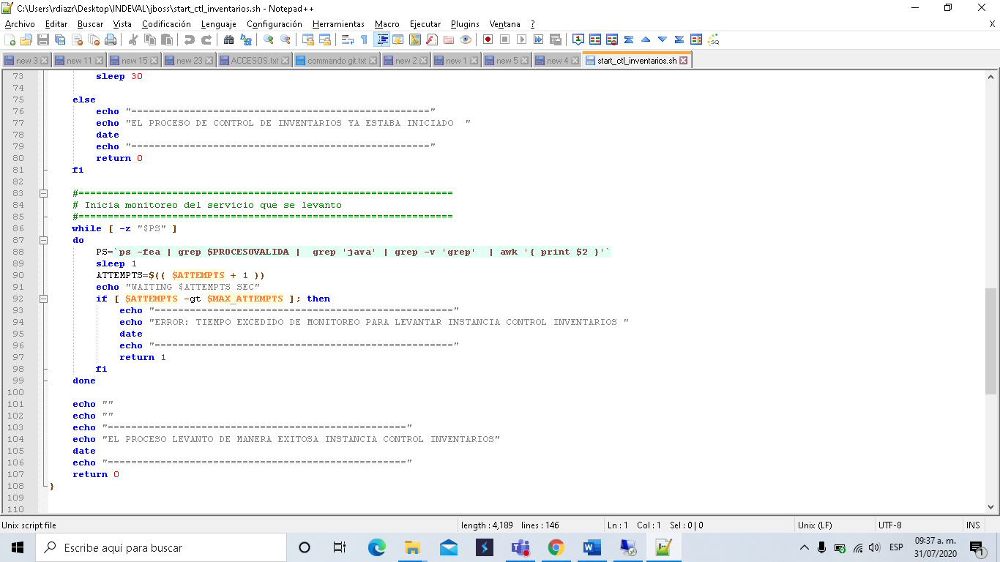 C:\Users\rdiazr\Desktop\INDEVAL\jboss\start_ctl_inventarios.sh - Notepad++
Archivo Editar Buscar Vista Codificación Lenguaje Configuración Herramientas Macro Ejecutar Plugins Ventana ? X
new 3 new 11 new 15 new 23 ACCESOS.txt commando git.txt new 2 new 1 new 5 new 4 start_ctl_inventarios.sh
73 sleep 30
74
75 else
76 echo "==================================================="
77 echo "EL PROCESO DE CONTROL DE INVENTARIOS YA ESTABA INICIADO  "
78 date
79 echo "==================================================="
80 return 0
81 fi
82
83 #================================================================
84 # Inicia monitoreo del servicio que se levanto
85 #================================================================
86 while [ -z "$PS" ]
87 do
88 PS=`ps -fea | grep $PROCESOVALIDA |  grep 'java' | grep -v 'grep'  | awk '{ print $2 }'`
89 sleep 1
90 ATTEMPTS=$(( $ATTEMPTS + 1 ))
91 echo "WAITING $ATTEMPTS SEC"
92 if [ $ATTEMPTS -gt $MAX_ATTEMPTS ]; then
93 echo "==================================================="
94 echo "ERROR: TIEMPO EXCEDIDO DE MONITOREO PARA LEVANTAR INSTANCIA CONTROL INVENTARIOS "
95 date
96 echo "==================================================="
97 return 1
98 fi
99 done
100
101 echo ""
102 echo ""
103 echo "==================================================="
104 echo "EL PROCESO LEVANTO DE MANERA EXITOSA INSTANCIA CONTROL INVENTARIOS"
105 date
106 echo "==================================================="
107 return 0
108 }
109
110
Unix script file length : 4,189 lines : 146 Ln : 1 Col : 1 Sel : 0 | 0 Unix (LF) UTF-8 INS
Escribe aquí para buscar
ESP
09:37 a. m.
31/07/2020
1